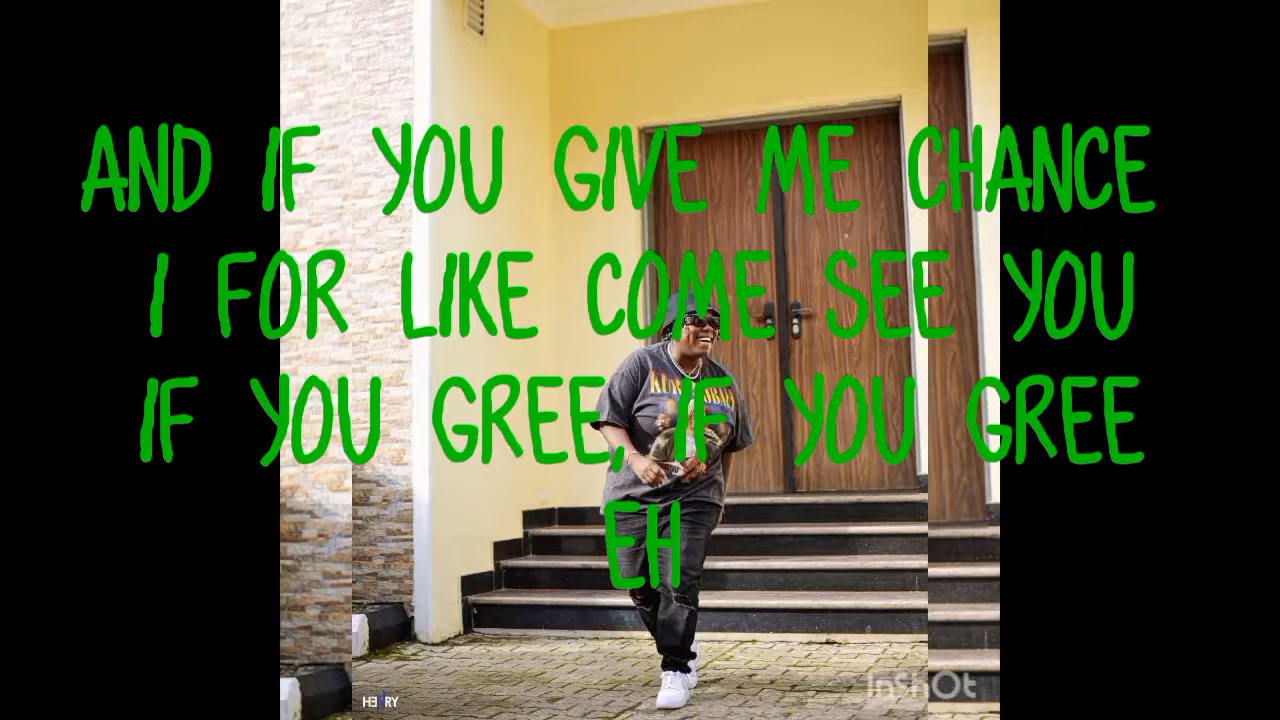 AND IF YOU GIVE ME CHANCE
I FOR LIKE COME SEE YOU
IF YOU GREE, IF YOU GREE
EH
HENRY
InShOt